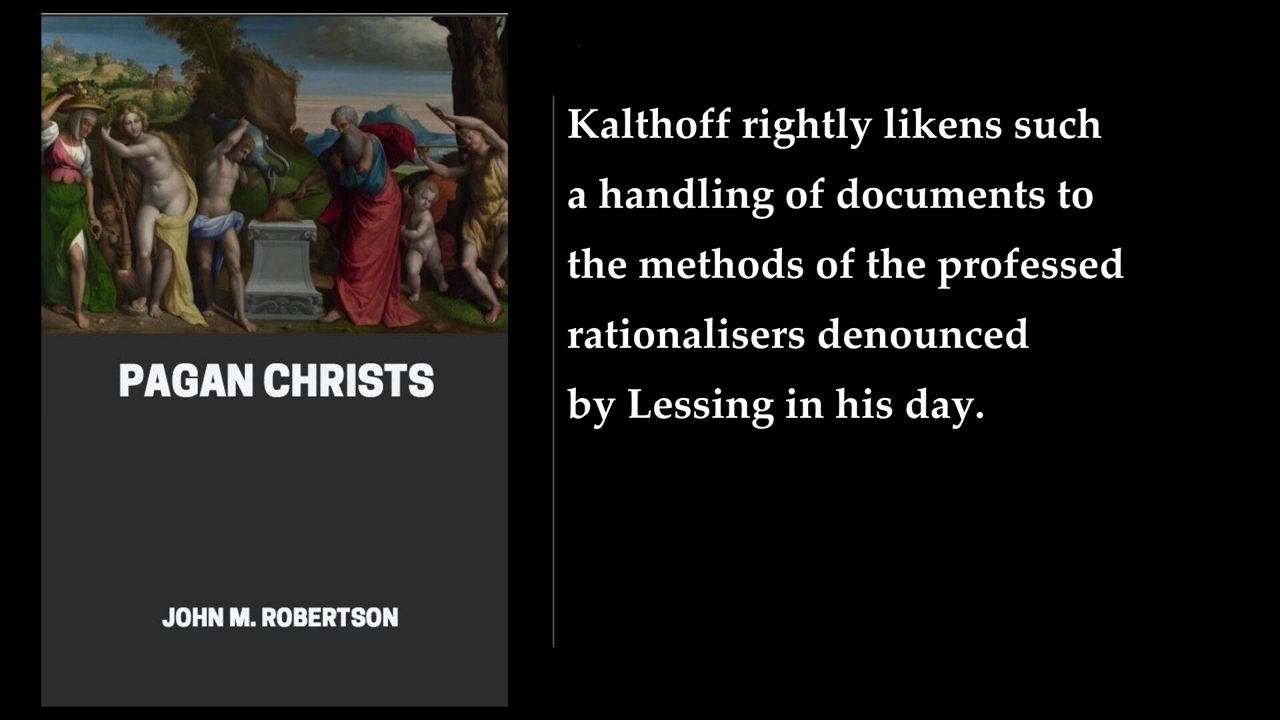 PAGAN CHRISTS
JOHN M. ROBERTSON
Kalthoff rightly likens such
a handling of documents to
the methods of the professed
rationalisers denounced
by Lessing in his day.